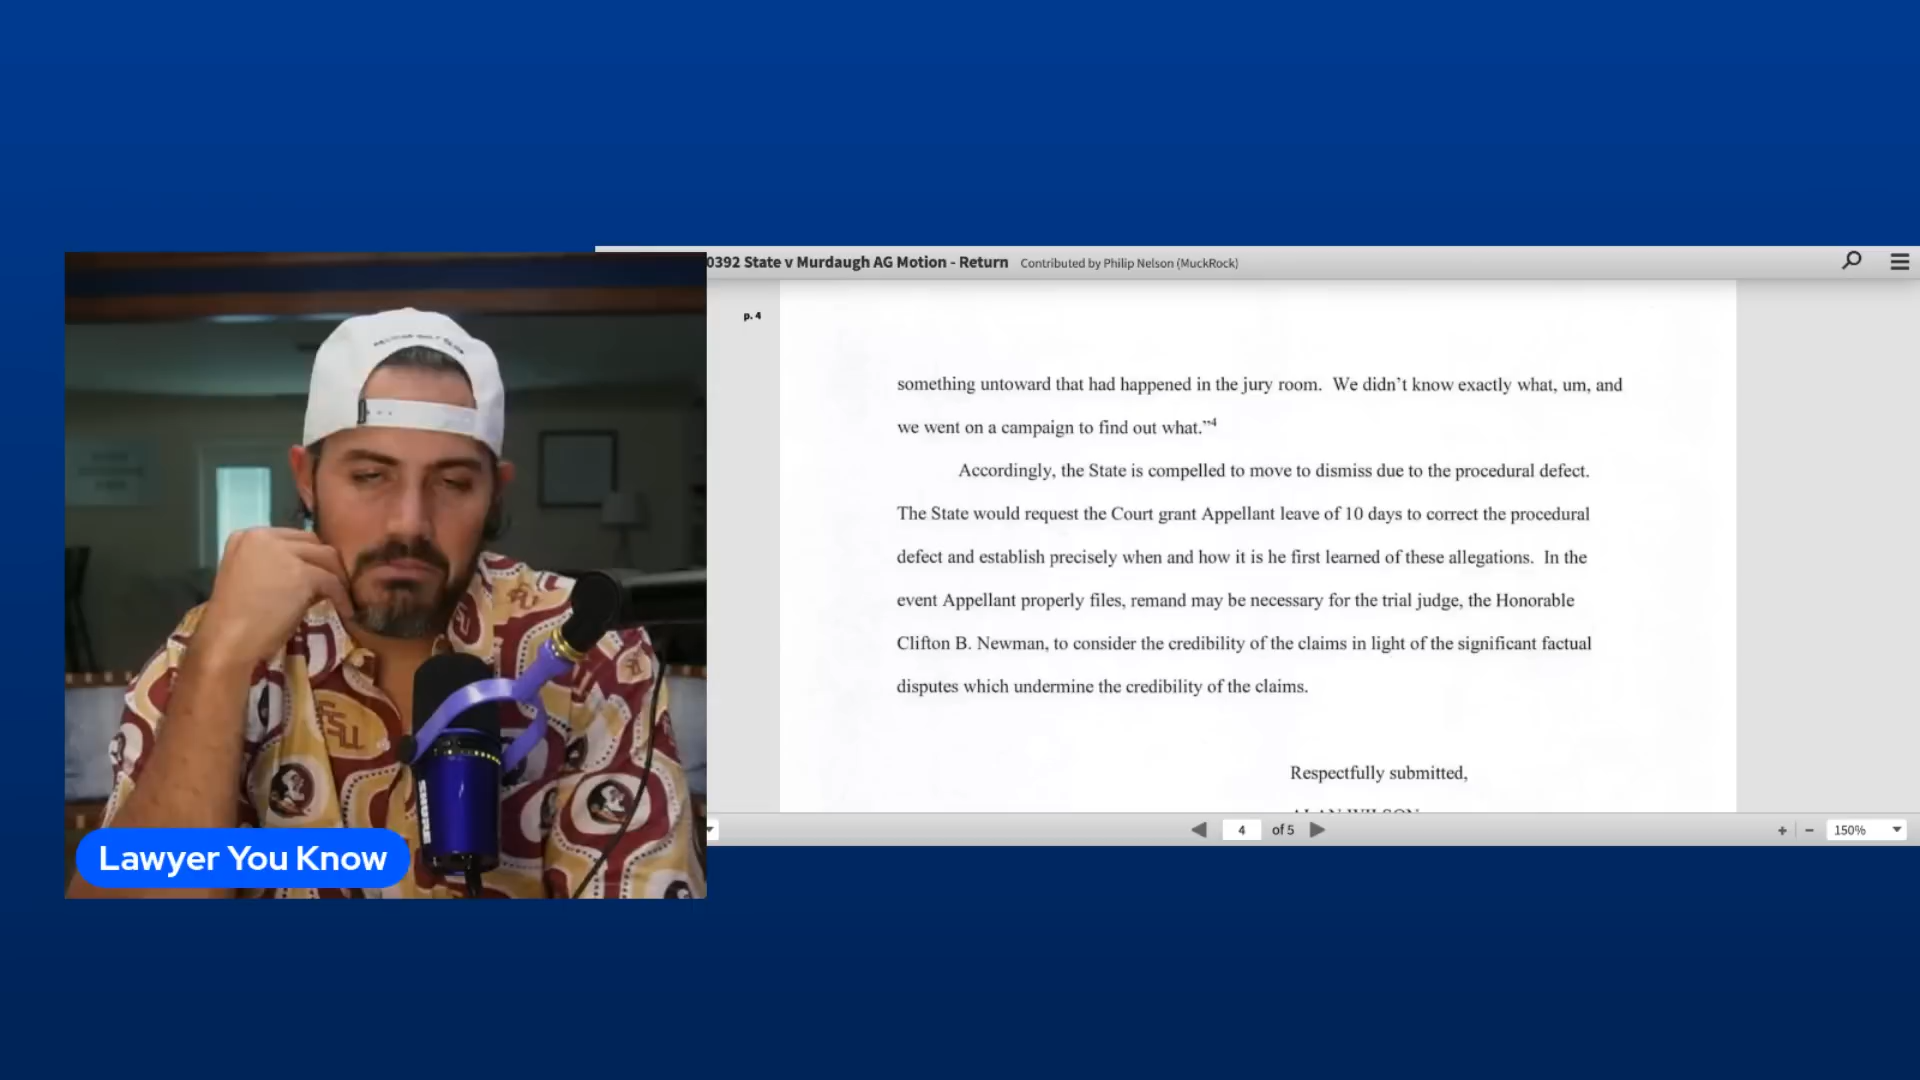 0392 State v Murdaugh AG Motion - Return Contributed by Philip Nelson (MuckRock)
p. 4
something untoward that had happened in the jury room. We didn’t know exactly what, um, and
we went on a campaign to find out what.”4
Accordingly, the State is compelled to move to dismiss due to the procedural defect.
The State would request the Court grant Appellant leave of 10 days to correct the procedural
defect and establish precisely when and how it is he first learned of these allegations. In the
event Appellant properly files, remand may be necessary for the trial judge, the Honorable
Clifton B. Newman, to consider the credibility of the claims in light of the significant factual
disputes which undermine the credibility of the claims.
Respectfully submitted,
ALAN WILSON
4 of 5
+ − 150%
FSU
SHURE
Lawyer You Know